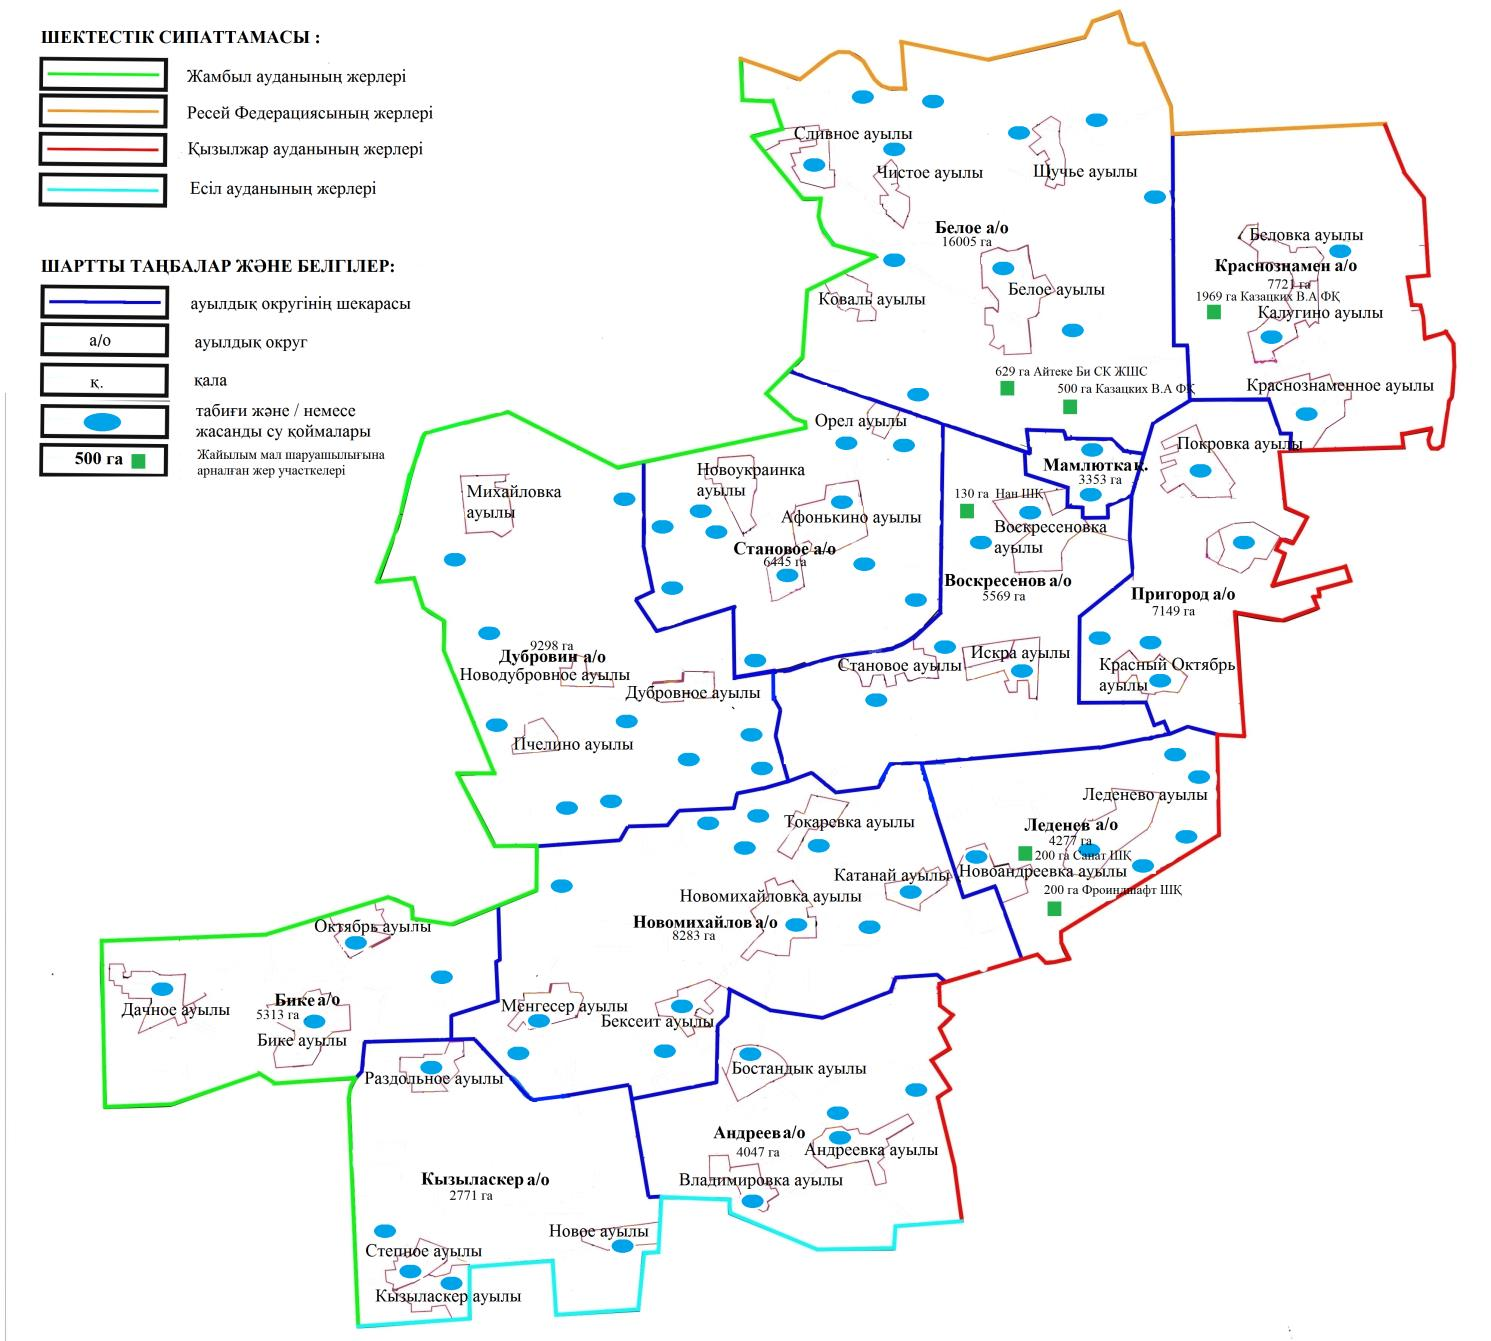 ШЕКТЕСТІК СИПАТТАМАСЫ :
Жамбыл ауданының жерлері
Ресей Федерациясының жерлері
Қызылжар ауданының жерлері
Есіл ауданының жерлері
ШАРТТЫ ТАҢБАЛАР ЖӘНЕ БЕЛГІЛЕР:
ауылдық округінің шекарасы
а/о
ауылдық округ
қ.
қала
табиғи және / немесе
жасанды су қоймалары
500 га
Жайылым мал шаруашылығына
арналған жер участкелері
Сливное ауылы
Чистое ауылы
Щучье ауылы
Белое а/о
16005 га
Белое ауылы
Коваль ауылы
629 га Айтеке Би СК ЖШС
500 га Казацких В.А ФҚ
Беловка ауылы
Краснознамен а/о
7721 га
1969 га Казацких В.А ФҚ
Калугино ауылы
Краснознаменное ауылы
Орел ауылы
Новоукраинка
ауылы
Афонькино ауылы
Становое а/о
6445 га
Михайловка
ауылы
Мамлютка қ.
3353 га
Покровка ауылы
130 га Нан ШҚ
Воскресеновка
ауылы
Воскресенов а/о
5569 га
Пригород а/о
7149 га
Красный Октябрь
ауылы
Искра ауылы
Становое ауылы
9298 га
Дубровин а/о
Новодубровное ауылы
Дубровное ауылы
Пчелино ауылы
Токаревка ауылы
Катанай ауылы
Новомихайловка ауылы
Новомихайлов а/о
8283 га
Менгесер ауылы
Бексеит ауылы
Леденево ауылы
Леденев а/о
4277 га
200 га Санат ШҚ
Новоандреевка ауылы
200 га Фроиндшафт ШҚ
Октябрь ауылы
Дачное ауылы
Бике а/о
5313 га
Бике ауылы
Раздольное ауылы
Бостандык ауылы
Андреев а/о
4047 га
Андреевка ауылы
Владимировка ауылы
Кызыласкер а/о
2771 га
Новое ауылы
Степное ауылы
Кызыласкер ауылы